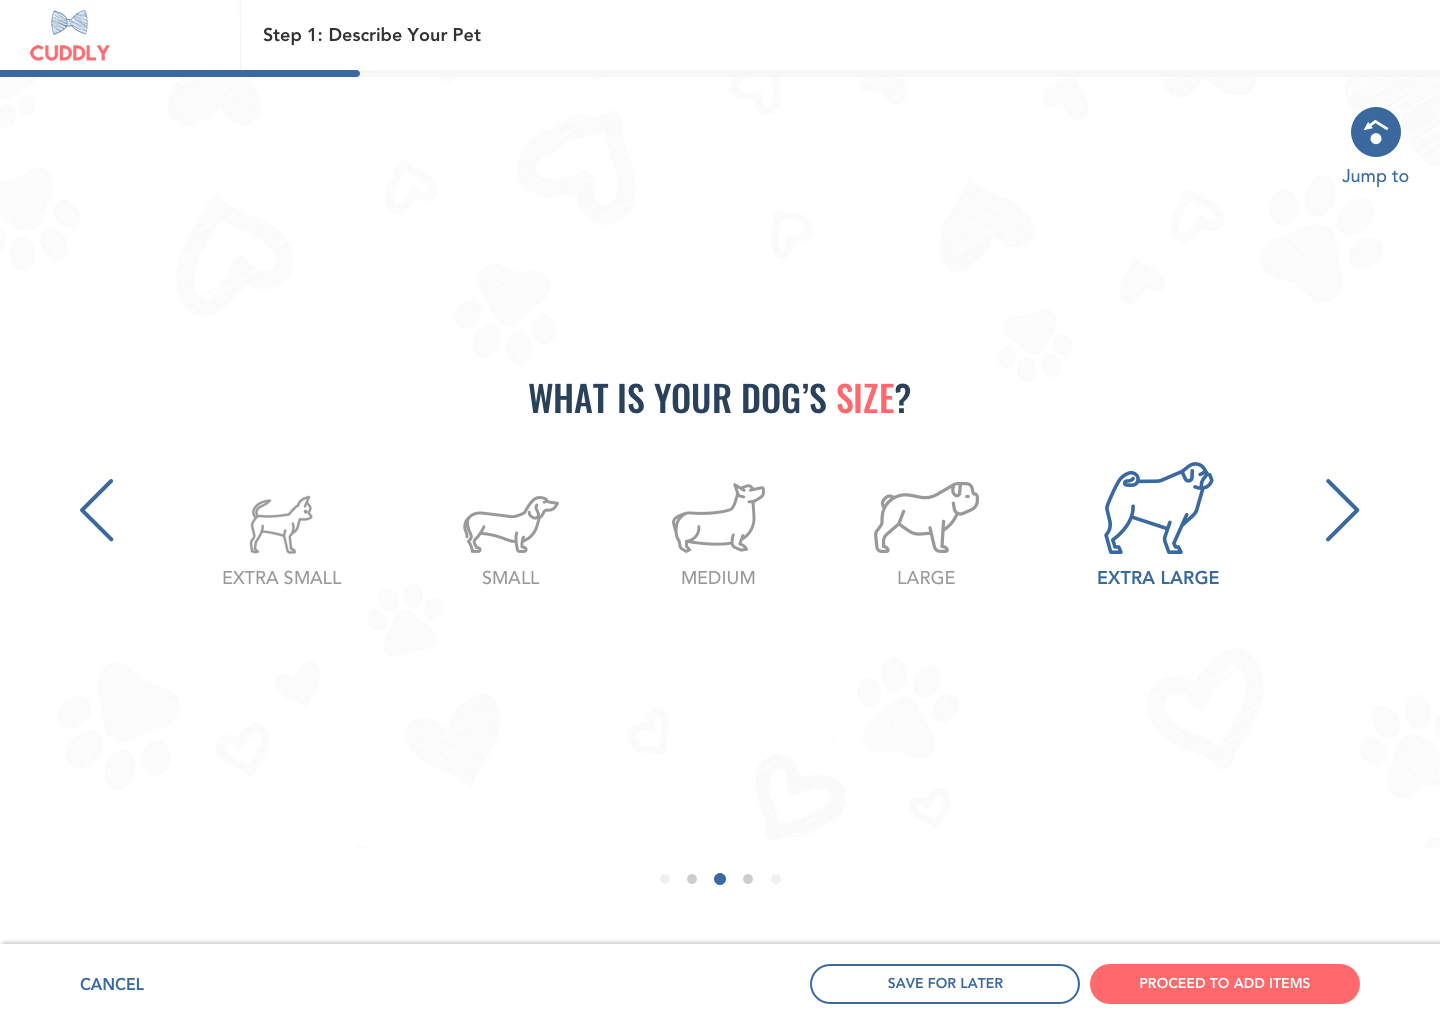 CUDDLY
Step 1: Describe Your Pet
Jump to
WHAT IS YOUR DOG’S SIZE?
EXTRA SMALL
SMALL
MEDIUM
LARGE
EXTRA LARGE
CANCEL
SAVE FOR LATER
PROCEED TO ADD ITEMS